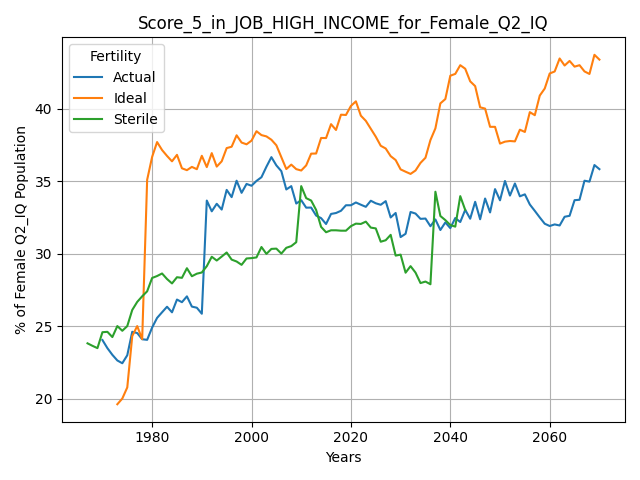 Score_5_in_JOB_HIGH_INCOME_for_Female_Q2_IQ
Fertility
Actual
Ideal
Sterile
% of Female Q2_IQ Population
40
35
30
25
20
1980
2000
2020
2040
2060
Years